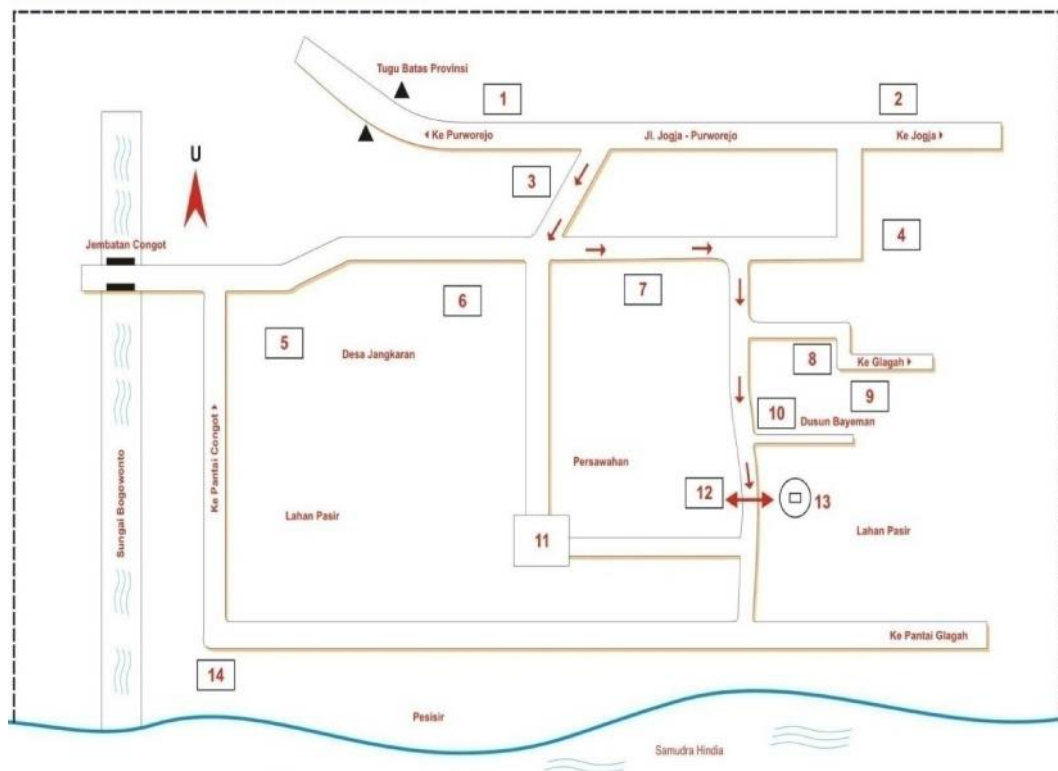 Tugu Batas Provinsi
1
2
Ke Purworejo
Jl. Jogja - Purworejo
Ke Jogja
U
3
4
Jembatan Congot
6
7
5
Desa Jangkaran
8
Ke Glagah
9
10
Dusun Bayeman
Ke Pantai Congot
Sungai Bogowonto
Persawahan
12
13
Lahan Pasir
11
Lahan Pasir
Ke Pantai Glagah
14
Pesisir
Samudra Hindia